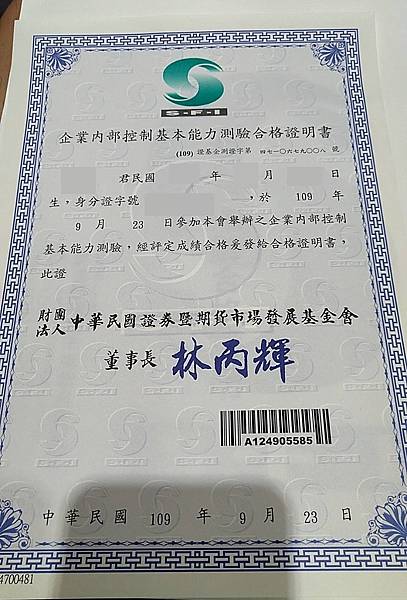 S·F·I
企業內部控制基本能力測驗合格證明書
(109) 證基金測證字第 四七一○六七九○○八 號
君民國 年 月 日
生，身分證字號 ，於 109 年
9 月 23 日參加本會舉辦之企業內部控制
基本能力測驗，經評定成績合格爰發給合格證明書，
此證
財團法人 中華民國證券暨期貨市場發展基金會
董事長 林丙輝
A124905585
中華民國 109 年 9 月 23 日
4700481